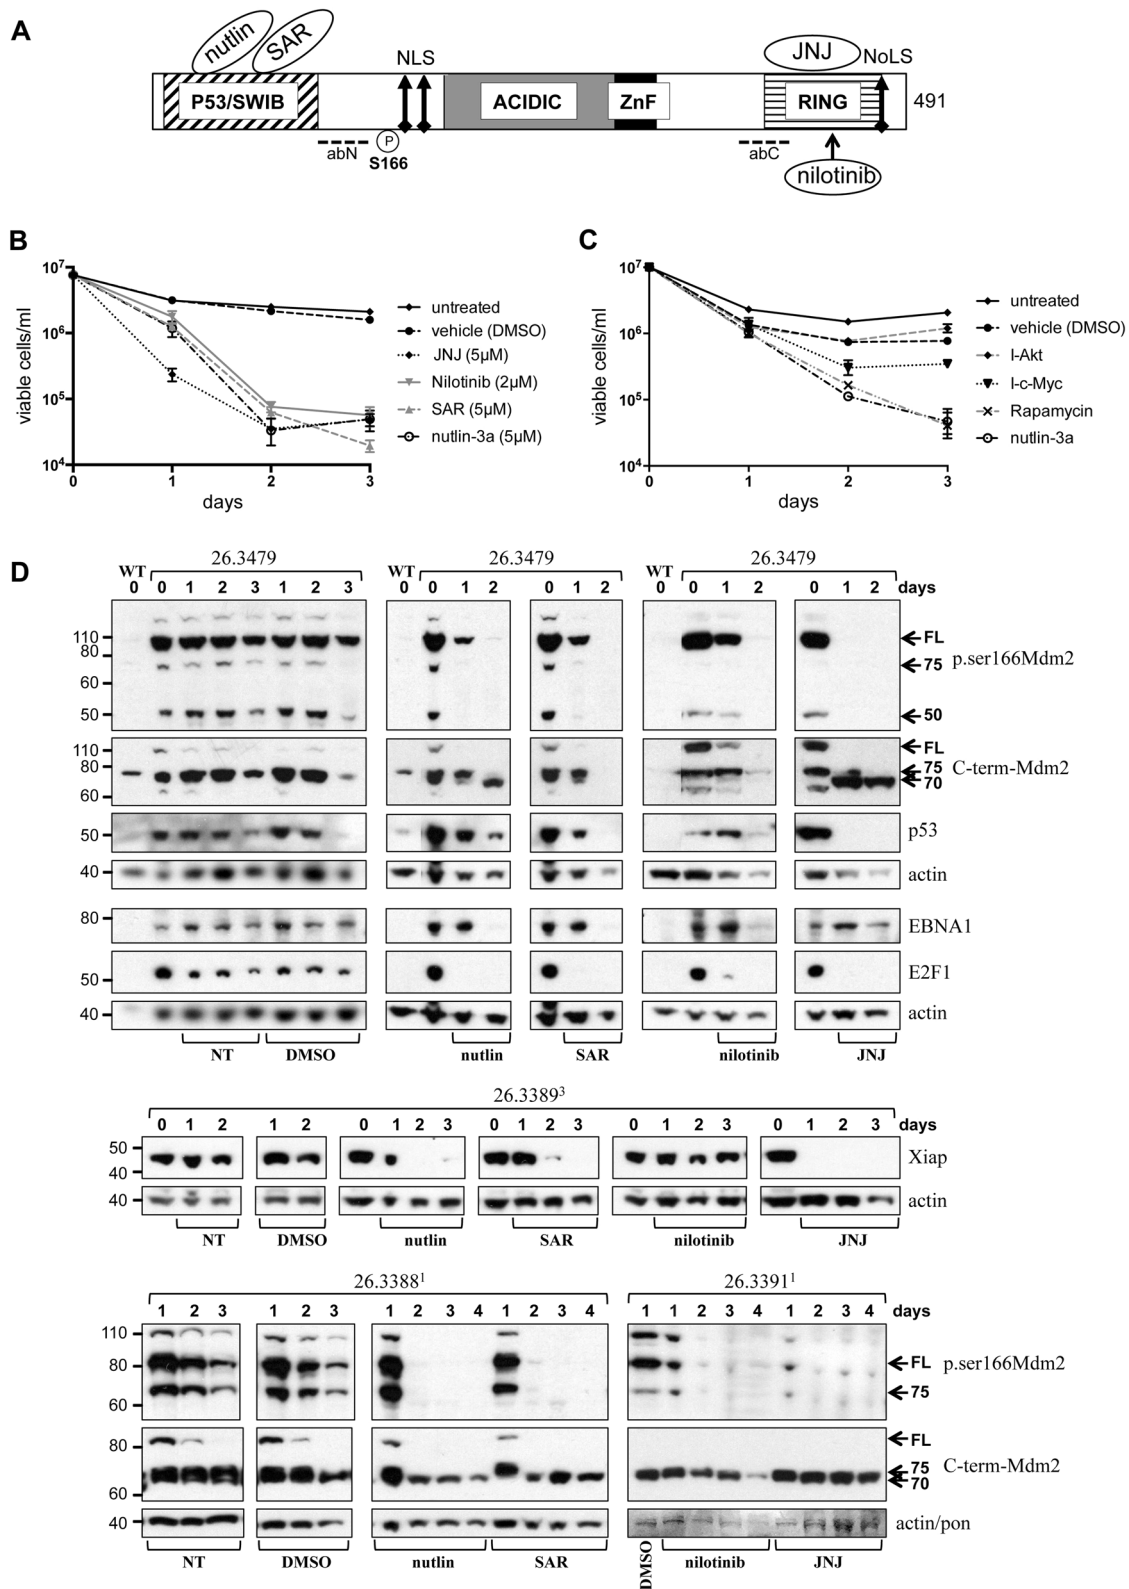 A
nutlin SAR JNJ
NLS NoLS
P53/SWIB ACIDIC ZnF RING 491
abN P abC
S166
nilotinib
B
viable cells/ml
10⁷
10⁶
10⁵
10⁴
0 1 2 3
days
untreated
vehicle (DMSO)
JNJ (5µM)
Nilotinib (2µM)
SAR (5µM)
nutlin-3a (5µM)
C
viable cells/ml
10⁷
10⁶
10⁵
10⁴
0 1 2 3
days
untreated
vehicle (DMSO)
I-Akt
I-c-Myc
Rapamycin
nutlin-3a
D
WT 26.3479 WT 26.3479 WT 26.3479
0 0 1 2 3 1 2 3 0 0 1 2 0 1 2 0 0 1 2 0 1 2 days
110
80
60
50
FL
75
50
p.ser166Mdm2
110
80
60
FL
75
70
C-term-Mdm2
50 p53
40 actin
80 EBNA1
50 E2F1
40 actin
NT DMSO nutlin SAR nilotinib JNJ
26.3389³
0 1 2 1 2 0 1 2 3 0 1 2 3 0 1 2 3 0 1 2 3 days
50
40
Xiap
40 actin
NT DMSO nutlin SAR nilotinib JNJ
26.3388¹ 26.3391¹
1 2 3 1 2 3 1 2 3 4 1 2 3 4 1 1 2 3 4 1 2 3 4 days
110
80
60
FL
75
p.ser166Mdm2
80
60
FL
75
70
C-term-Mdm2
40 actin/pon
NT DMSO nutlin SAR DMSO nilotinib JNJ